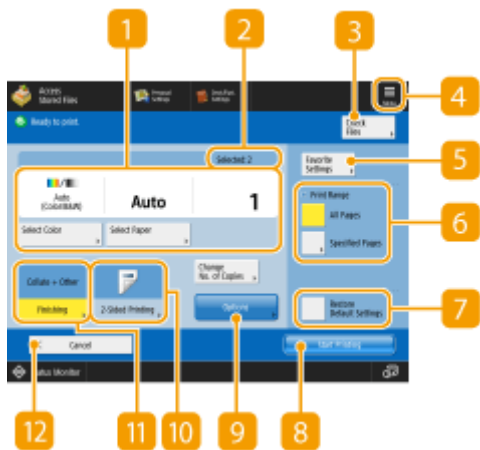 1
2
3
Access
Stored Files
4
Ready to print.
Check
Files
Selected: 2
Favorite
Settings
5
Auto
(Color/B&W)
Auto
1
Print Range
All Pages
6
Select Color
Select Paper
Specified Pages
Collate + Other
Change
No. of Copies
Finishing
2-Sided Printing
Options
Restore
Default Settings
7
Cancel
Start Printing
Status Monitor
12
11
10
9
8